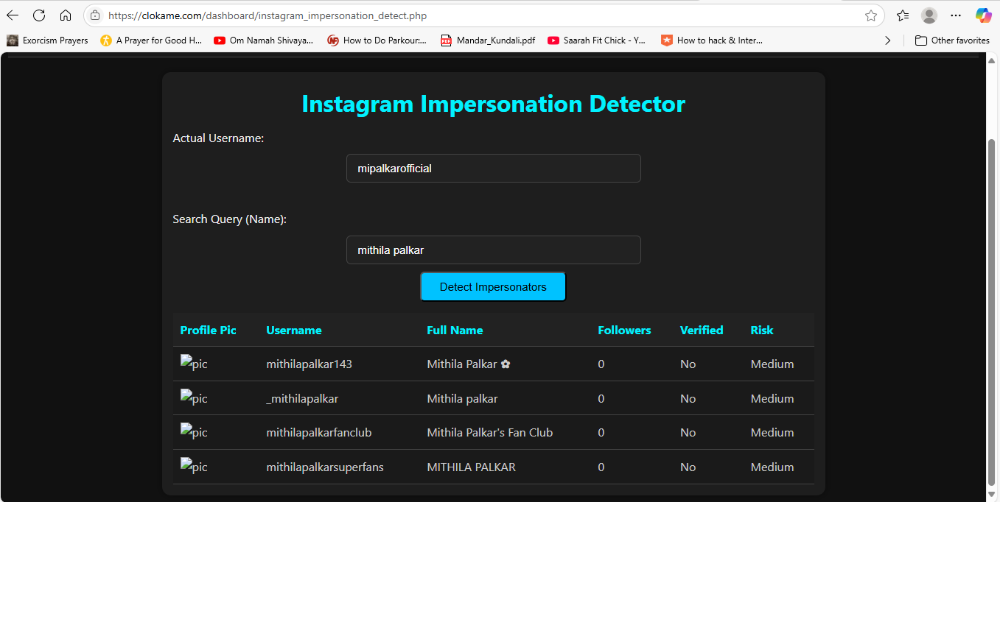 https://clokame.com/dashboard/instagram_impersonation_detect.php
Exorcism Prayers A Prayer for Good H... Om Namah Shivaya... How to Do Parkour:... Mandar_Kundali.pdf Saarah Fit Chick - Y... How to hack & Inter... Other favorites
Instagram Impersonation Detector
Actual Username:
mipalkarofficial
Search Query (Name):
mithila palkar
Detect Impersonators
Profile Pic Username Full Name Followers Verified Risk
pic mithilapalkar143 Mithila Palkar ✿ 0 No Medium
pic _mithilapalkar Mithila palkar 0 No Medium
pic mithilapalkarfanclub Mithila Palkar's Fan Club 0 No Medium
pic mithilapalkarsuperfans MITHILA PALKAR 0 No Medium